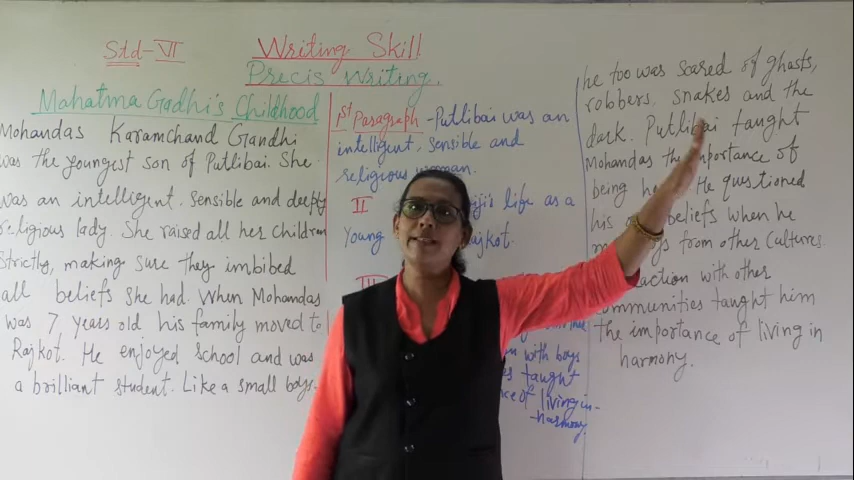 Std-VI
Writing Skill
Precis Writing.
Mahatma Gadhi's Childhood
Mohandas Karamchand Gandhi
was the youngest son of Putlibai. She
was an intelligent. Sensible and deeply
religious lady. She raised all her children
Strictly, making sure they imbibed
all beliefs she had. When Mohandas
was 7 years old his family moved to
Rajkot. He enjoyed school and was
a brilliant student. Like a small boys.
1st Paragraph - Putlibai was an
intelligent, sensible and
religious woman.
II life as a
young Rajkot.
III
with boys
taught
of living in
harmony.
he too was scared of ghasts,
robbers. snakes and the
dark. Putlibai taught
Mohandas the importance of
being He questioned
his beliefs when he
from other Cultures.
with other
communities taught him
the importance of living in
harmony.